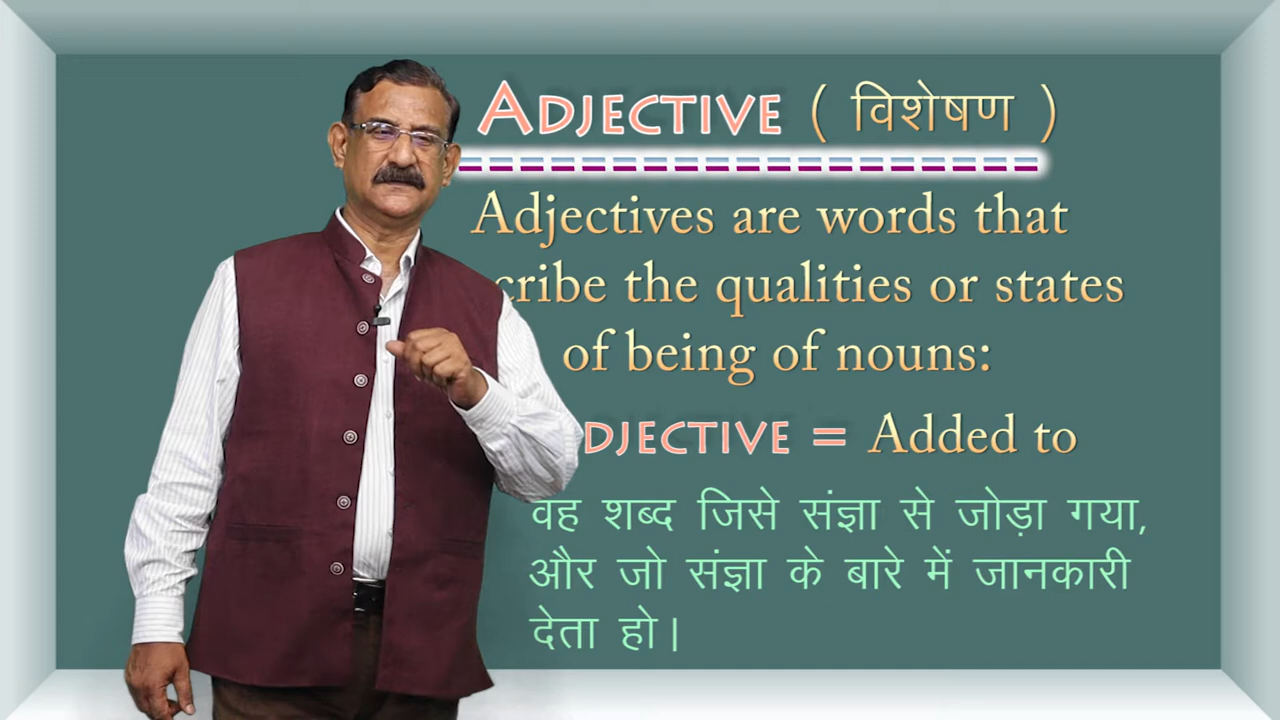 ADJECTIVE ( विशेषण )
Adjectives are words that
cribe the qualities or states
of being of nouns:
DJECTIVE = Added to
वह शब्द जिसे संज्ञा से जोड़ा गया,
और जो संज्ञा के बारे में जानकारी
देता हो।